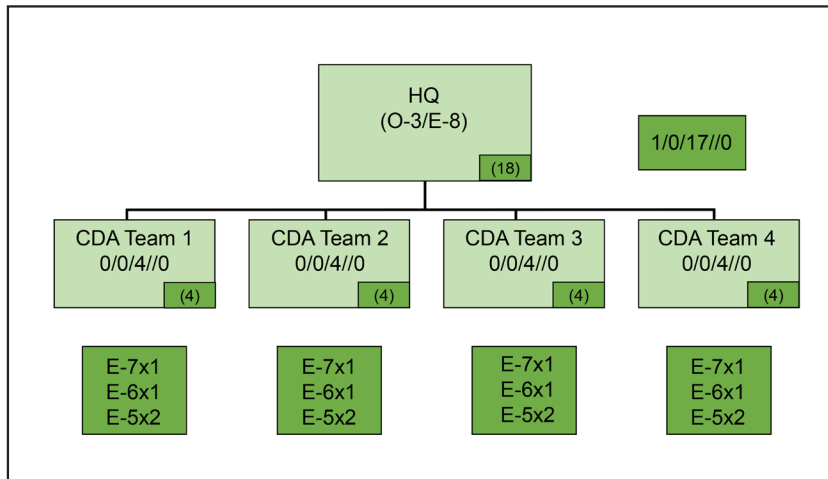 HQ
(O-3/E-8)
(18)
1/0/17//0
CDA Team 1
0/0/4//0
(4)
CDA Team 2
0/0/4//0
(4)
CDA Team 3
0/0/4//0
(4)
CDA Team 4
0/0/4//0
(4)
E-7x1
E-6x1
E-5x2
E-7x1
E-6x1
E-5x2
E-7x1
E-6x1
E-5x2
E-7x1
E-6x1
E-5x2